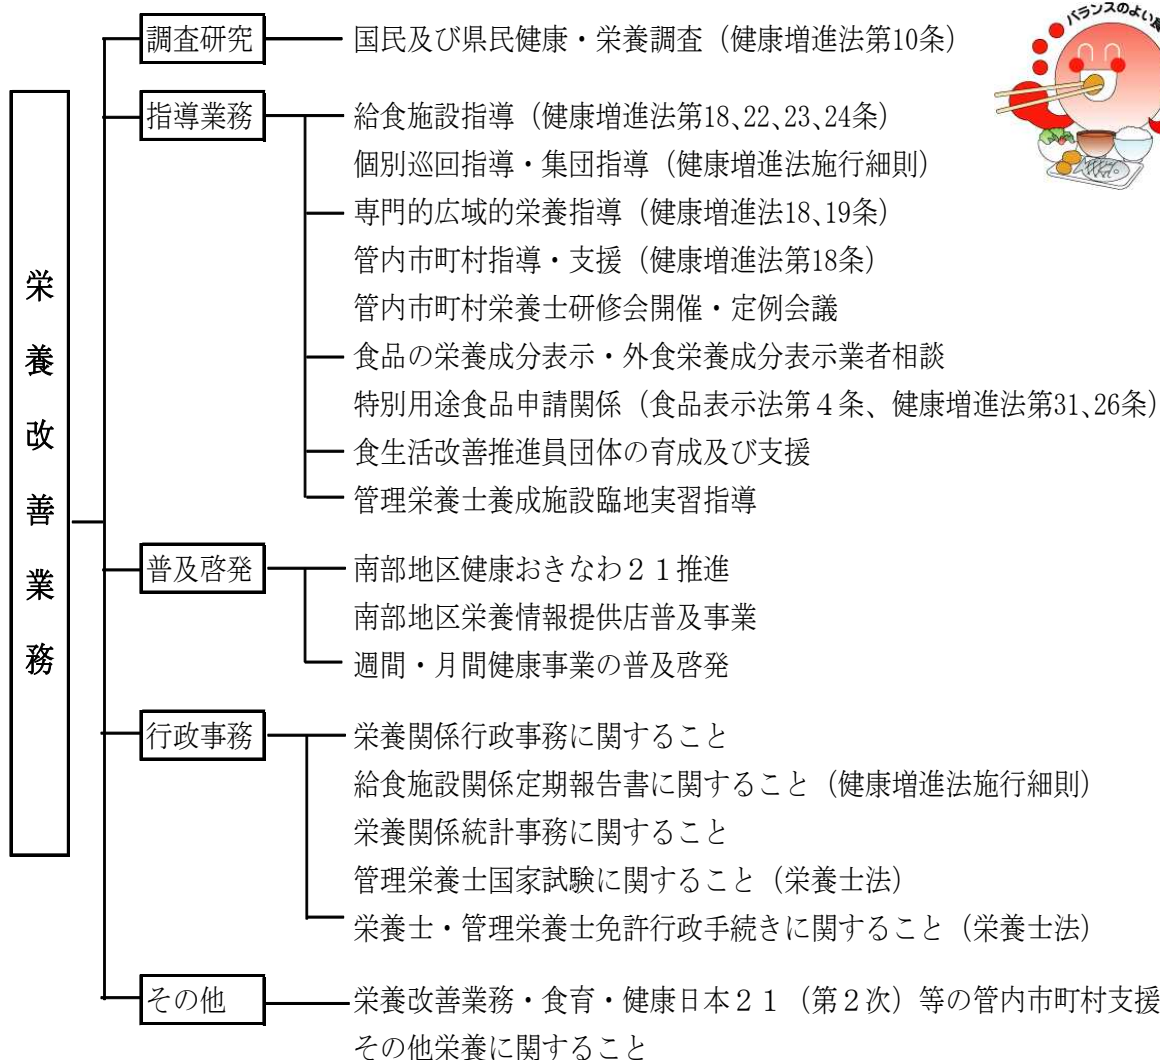 バランスのよい
調査研究 国民及び県民健康・栄養調査（健康増進法第10条）
指導業務 給食施設指導（健康増進法第18、22、23、24条）
個別巡回指導・集団指導（健康増進法施行細則）
専門的広域的栄養指導（健康増進法18、19条）
管内市町村指導・支援（健康増進法第18条）
管内市町村栄養士研修会開催・定例会議
食品の栄養成分表示・外食栄養成分表示業者相談
特別用途食品申請関係（食品表示法第４条、健康増進法第31、26条）
食生活改善推進員団体の育成及び支援
管理栄養士養成施設臨地実習指導
栄養改善業務
普及啓発 南部地区健康おきなわ２１推進
南部地区栄養情報提供店普及事業
週間・月間健康事業の普及啓発
行政事務 栄養関係行政事務に関すること
給食施設関係定期報告書に関すること（健康増進法施行細則）
栄養関係統計事務に関すること
管理栄養士国家試験に関すること（栄養士法）
栄養士・管理栄養士免許行政手続きに関すること（栄養士法）
その他 栄養改善業務・食育・健康日本２１（第２次）等の管内市町村支援
その他栄養に関すること